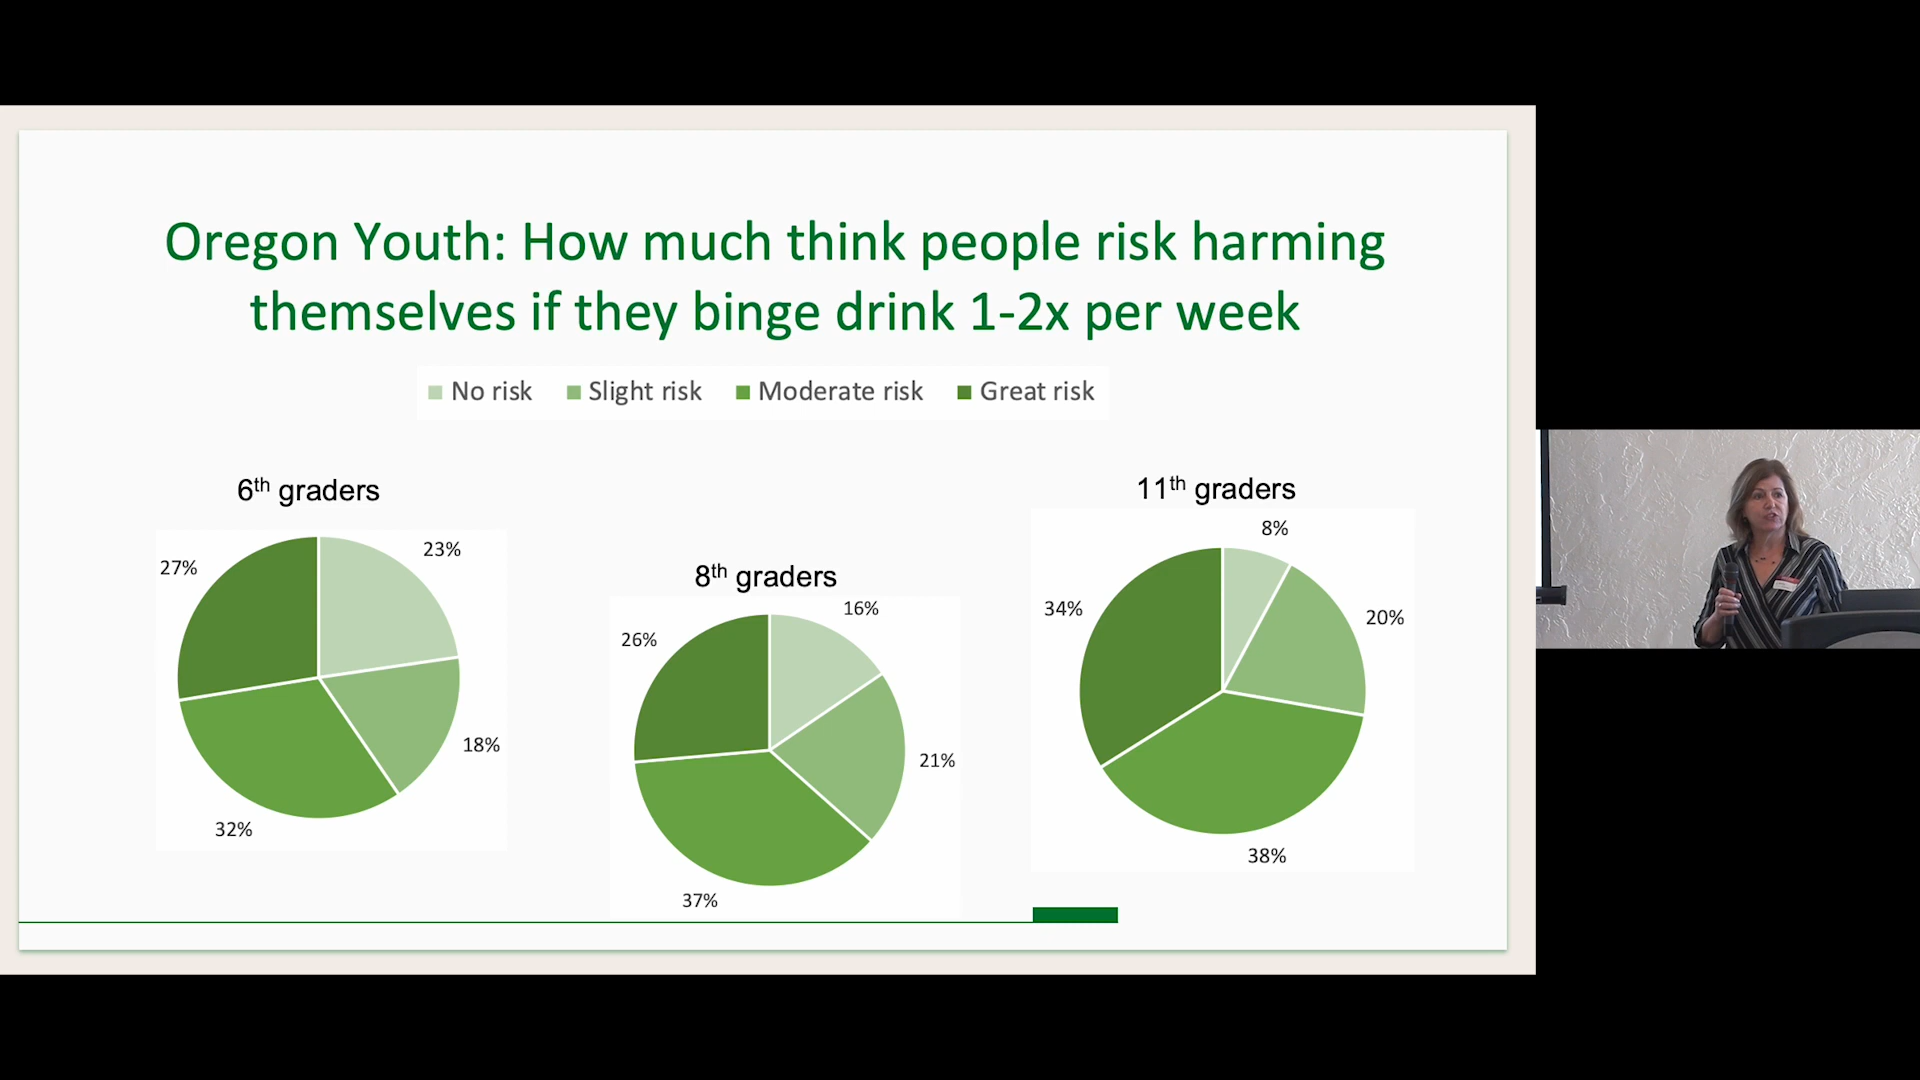 Oregon Youth: How much think people risk harming
themselves if they binge drink 1-2x per week
No risk Slight risk Moderate risk Great risk
6th graders
23%
18%
32%
27%
8th graders
16%
21%
37%
26%
11th graders
8%
20%
38%
34%